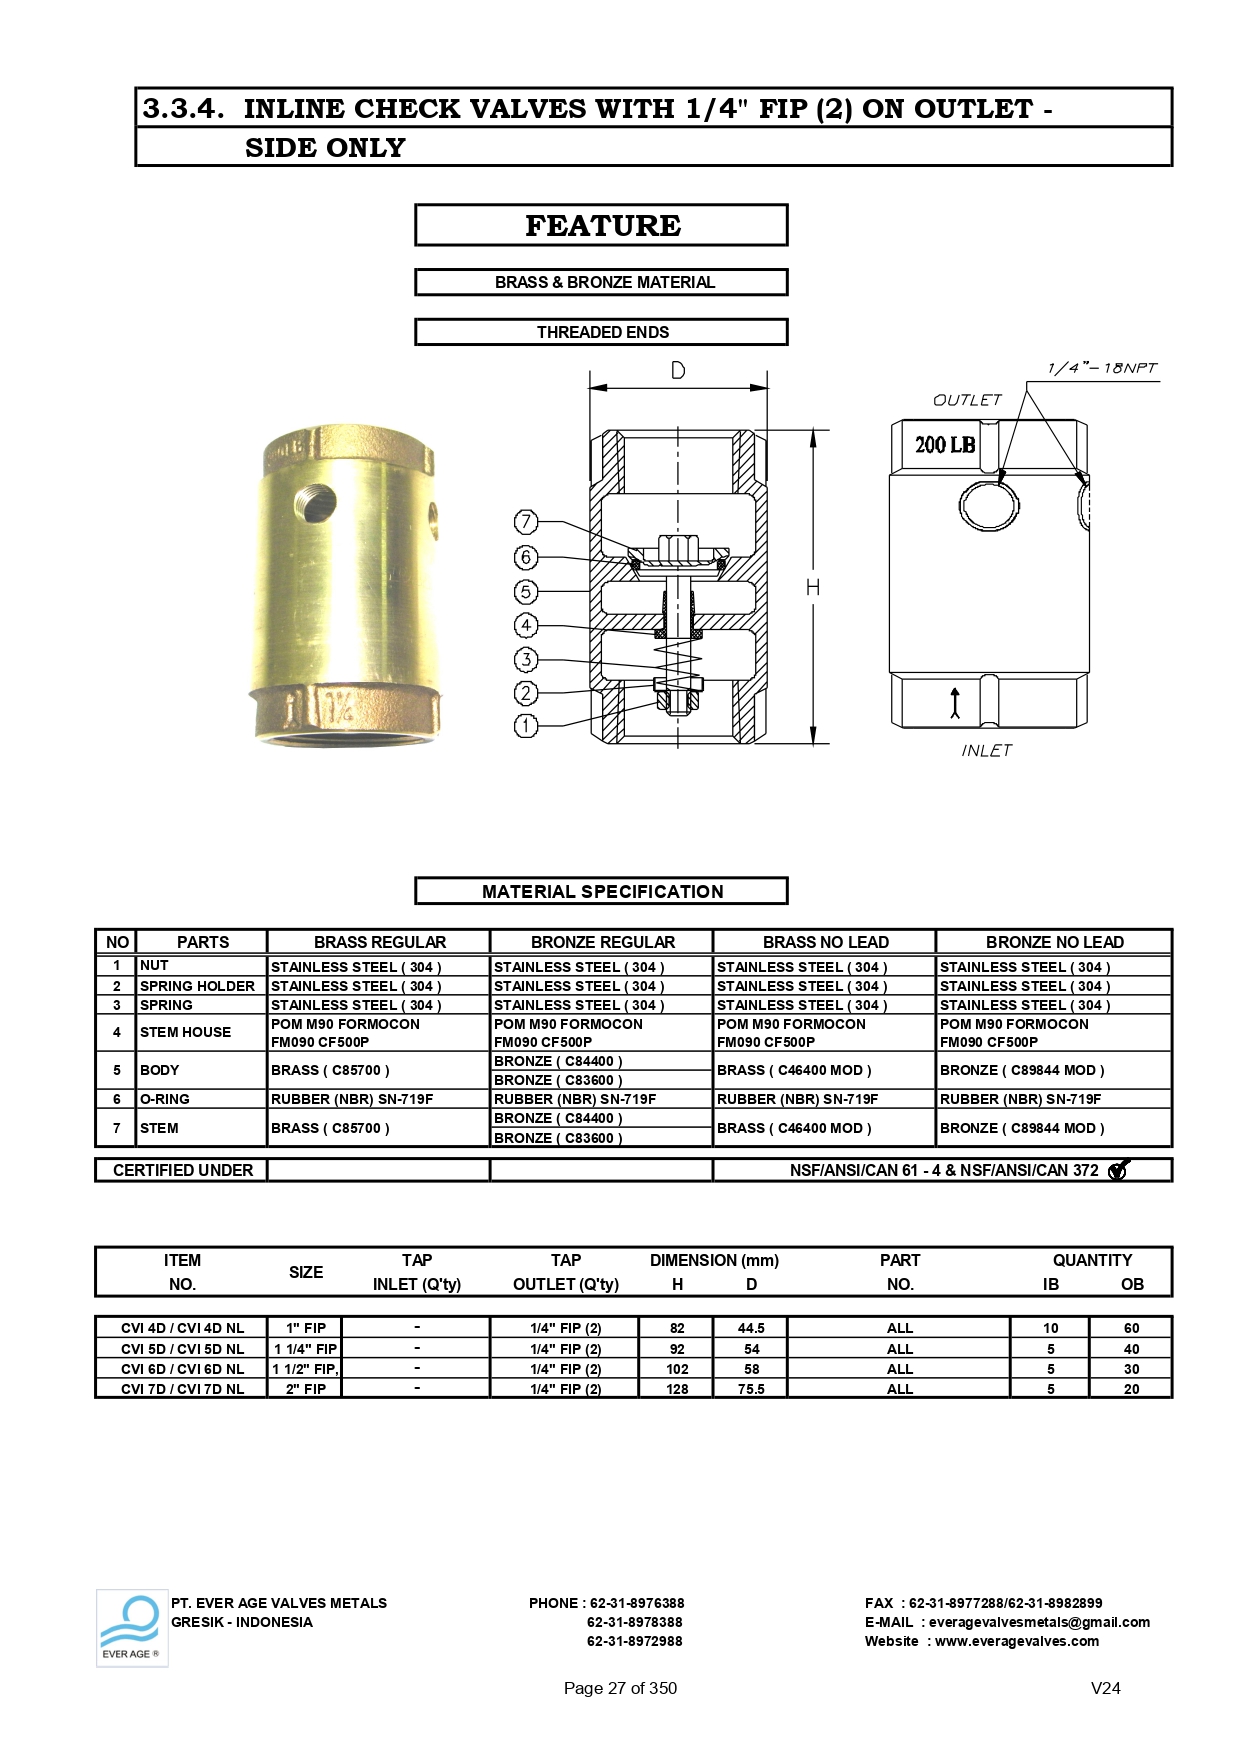 3.3.4. INLINE CHECK VALVES WITH 1/4" FIP (2) ON OUTLET -
SIDE ONLY
FEATURE
BRASS & BRONZE MATERIAL
THREADED ENDS
D
1/4"-18NPT
OUTLET
200 LB
7
6
5
H
4
3
2
1
1½
INLET
MATERIAL SPECIFICATION
NO PARTS BRASS REGULAR BRONZE REGULAR BRASS NO LEAD BRONZE NO LEAD
1 NUT STAINLESS STEEL ( 304 ) STAINLESS STEEL ( 304 ) STAINLESS STEEL ( 304 ) STAINLESS STEEL ( 304 )
2 SPRING HOLDER STAINLESS STEEL ( 304 ) STAINLESS STEEL ( 304 ) STAINLESS STEEL ( 304 ) STAINLESS STEEL ( 304 )
3 SPRING STAINLESS STEEL ( 304 ) STAINLESS STEEL ( 304 ) STAINLESS STEEL ( 304 ) STAINLESS STEEL ( 304 )
4 STEM HOUSE POM M90 FORMOCON POM M90 FORMOCON POM M90 FORMOCON POM M90 FORMOCON
FM090 CF500P FM090 CF500P FM090 CF500P FM090 CF500P
5 BODY BRASS ( C85700 ) BRONZE ( C84400 ) BRASS ( C46400 MOD ) BRONZE ( C89844 MOD )
BRONZE ( C83600 )
6 O-RING RUBBER (NBR) SN-719F RUBBER (NBR) SN-719F RUBBER (NBR) SN-719F RUBBER (NBR) SN-719F
7 STEM BRASS ( C85700 ) BRONZE ( C84400 ) BRASS ( C46400 MOD ) BRONZE ( C89844 MOD )
BRONZE ( C83600 )
CERTIFIED UNDER NSF/ANSI/CAN 61 - 4 & NSF/ANSI/CAN 372
ITEM SIZE TAP TAP DIMENSION (mm) PART QUANTITY
NO. INLET (Q'ty) OUTLET (Q'ty) H D NO. IB OB
CVI 4D / CVI 4D NL 1" FIP - 1/4" FIP (2) 82 44.5 ALL 10 60
CVI 5D / CVI 5D NL 1 1/4" FIP - 1/4" FIP (2) 92 54 ALL 5 40
CVI 6D / CVI 6D NL 1 1/2" FIP, - 1/4" FIP (2) 102 58 ALL 5 30
CVI 7D / CVI 7D NL 2" FIP - 1/4" FIP (2) 128 75.5 ALL 5 20
EVER AGE ®
PT. EVER AGE VALVES METALS PHONE : 62-31-8976388 FAX : 62-31-8977288/62-31-8982899
GRESIK - INDONESIA 62-31-8978388 E-MAIL : everagevalvesmetals@gmail.com
62-31-8972988 Website : www.everagevalves.com
Page 27 of 350 V24